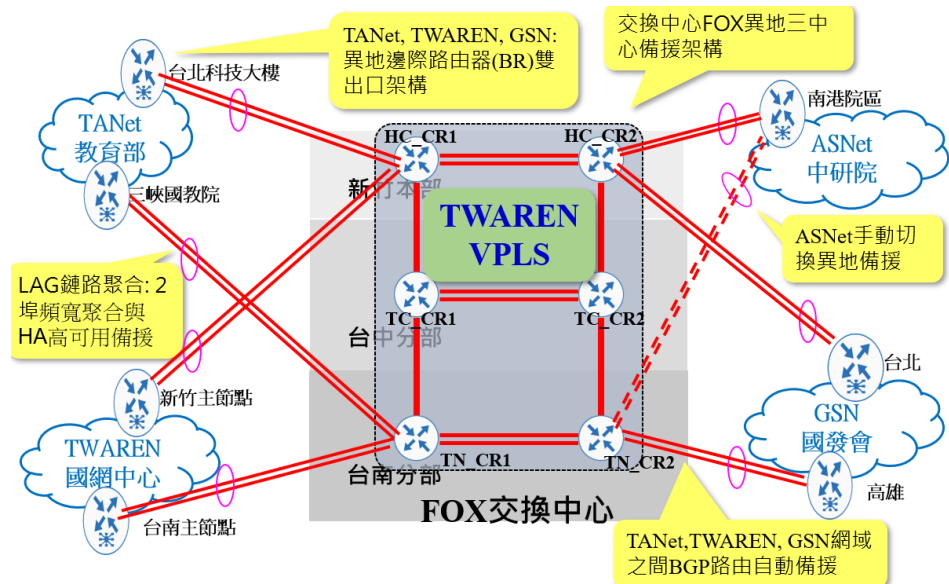 TANet, TWAREN, GSN:
異地邊際路由器(BR)雙
出口架構
交換中心FOX異地三中
心備援架構
台北科技大樓
TANet
教育部
三峽國教院
HC_CR1
HC_CR2
新竹本部
南港院區
ASNet
中研院
TWAREN
VPLS
ASNet手動切
換異地備援
LAG鏈路聚合: 2
埠頻寬聚合與
HA高可用備援
TC_CR1
TC_CR2
台中分部
新竹主節點
TWAREN
國網中心
台南主節點
台北
GSN
國發會
高雄
TN_CR1
TN_CR2
台南分部
FOX交換中心
TANet,TWAREN, GSN網域
之間BGP路由自動備援